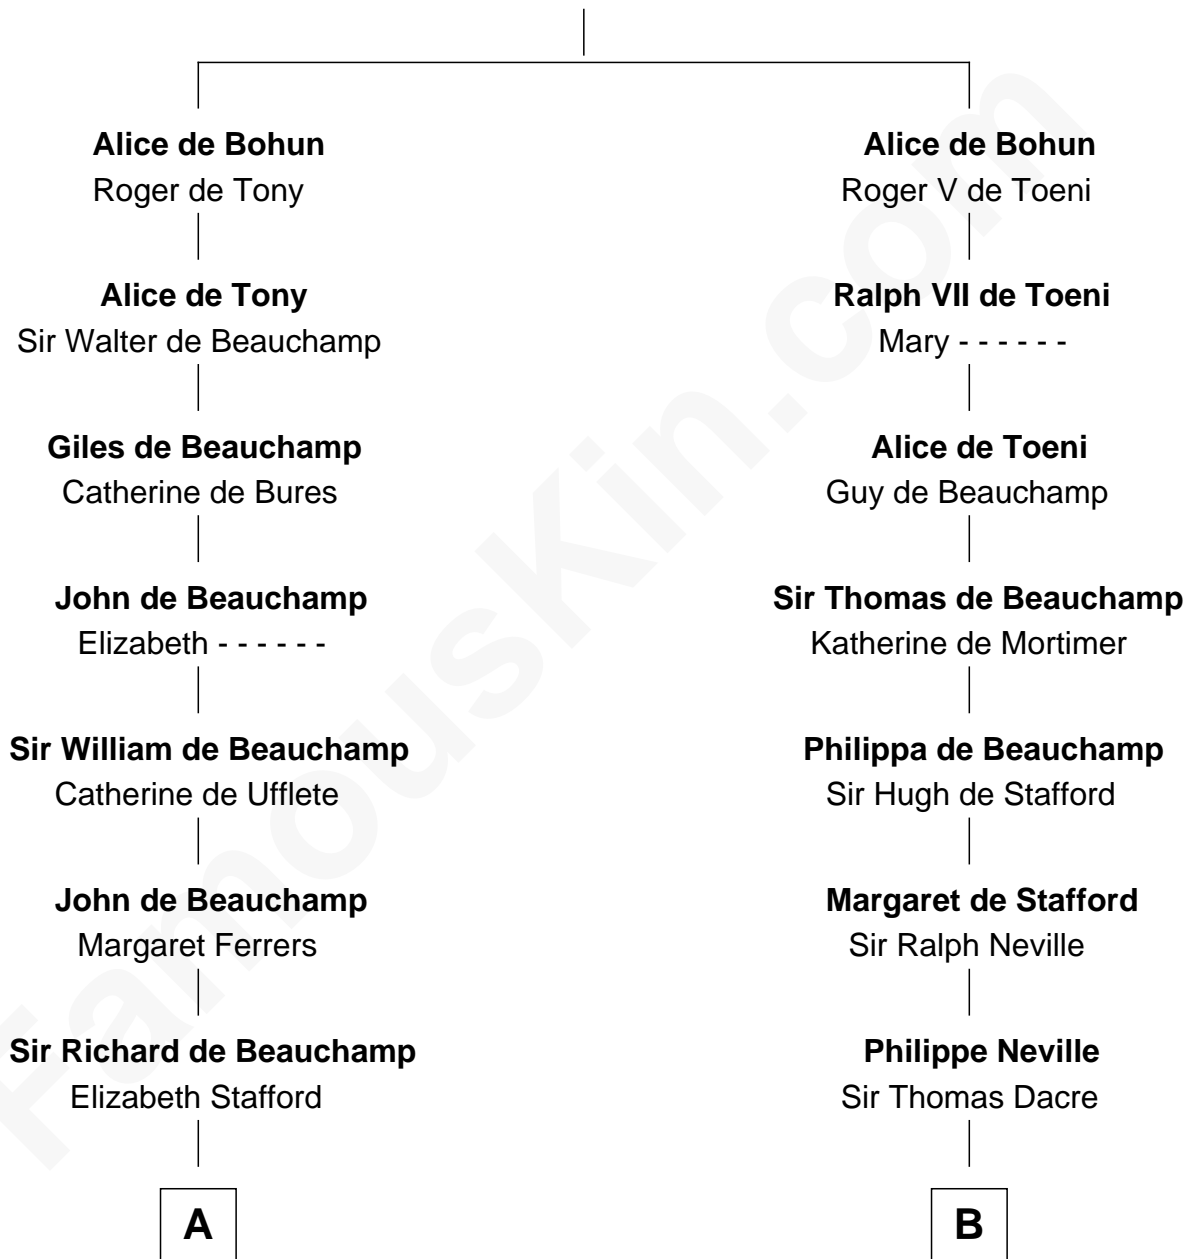 Alice de Bohun
Roger de Tony
Alice de Tony
Sir Walter de Beauchamp
Giles de Beauchamp
Catherine de Bures
John de Beauchamp
Elizabeth - - - - - -
Sir William de Beauchamp
Catherine de Ufflete
John de Beauchamp
Margaret Ferrers
Sir Richard de Beauchamp
Elizabeth Stafford
A
Alice de Bohun
Roger V de Toeni
Ralph VII de Toeni
Mary - - - - - -
Alice de Toeni
Guy de Beauchamp
Sir Thomas de Beauchamp
Katherine de Mortimer
Philippa de Beauchamp
Sir Hugh de Stafford
Margaret de Stafford
Sir Ralph Neville
Philippe Neville
Sir Thomas Dacre
B
FamousKin.com